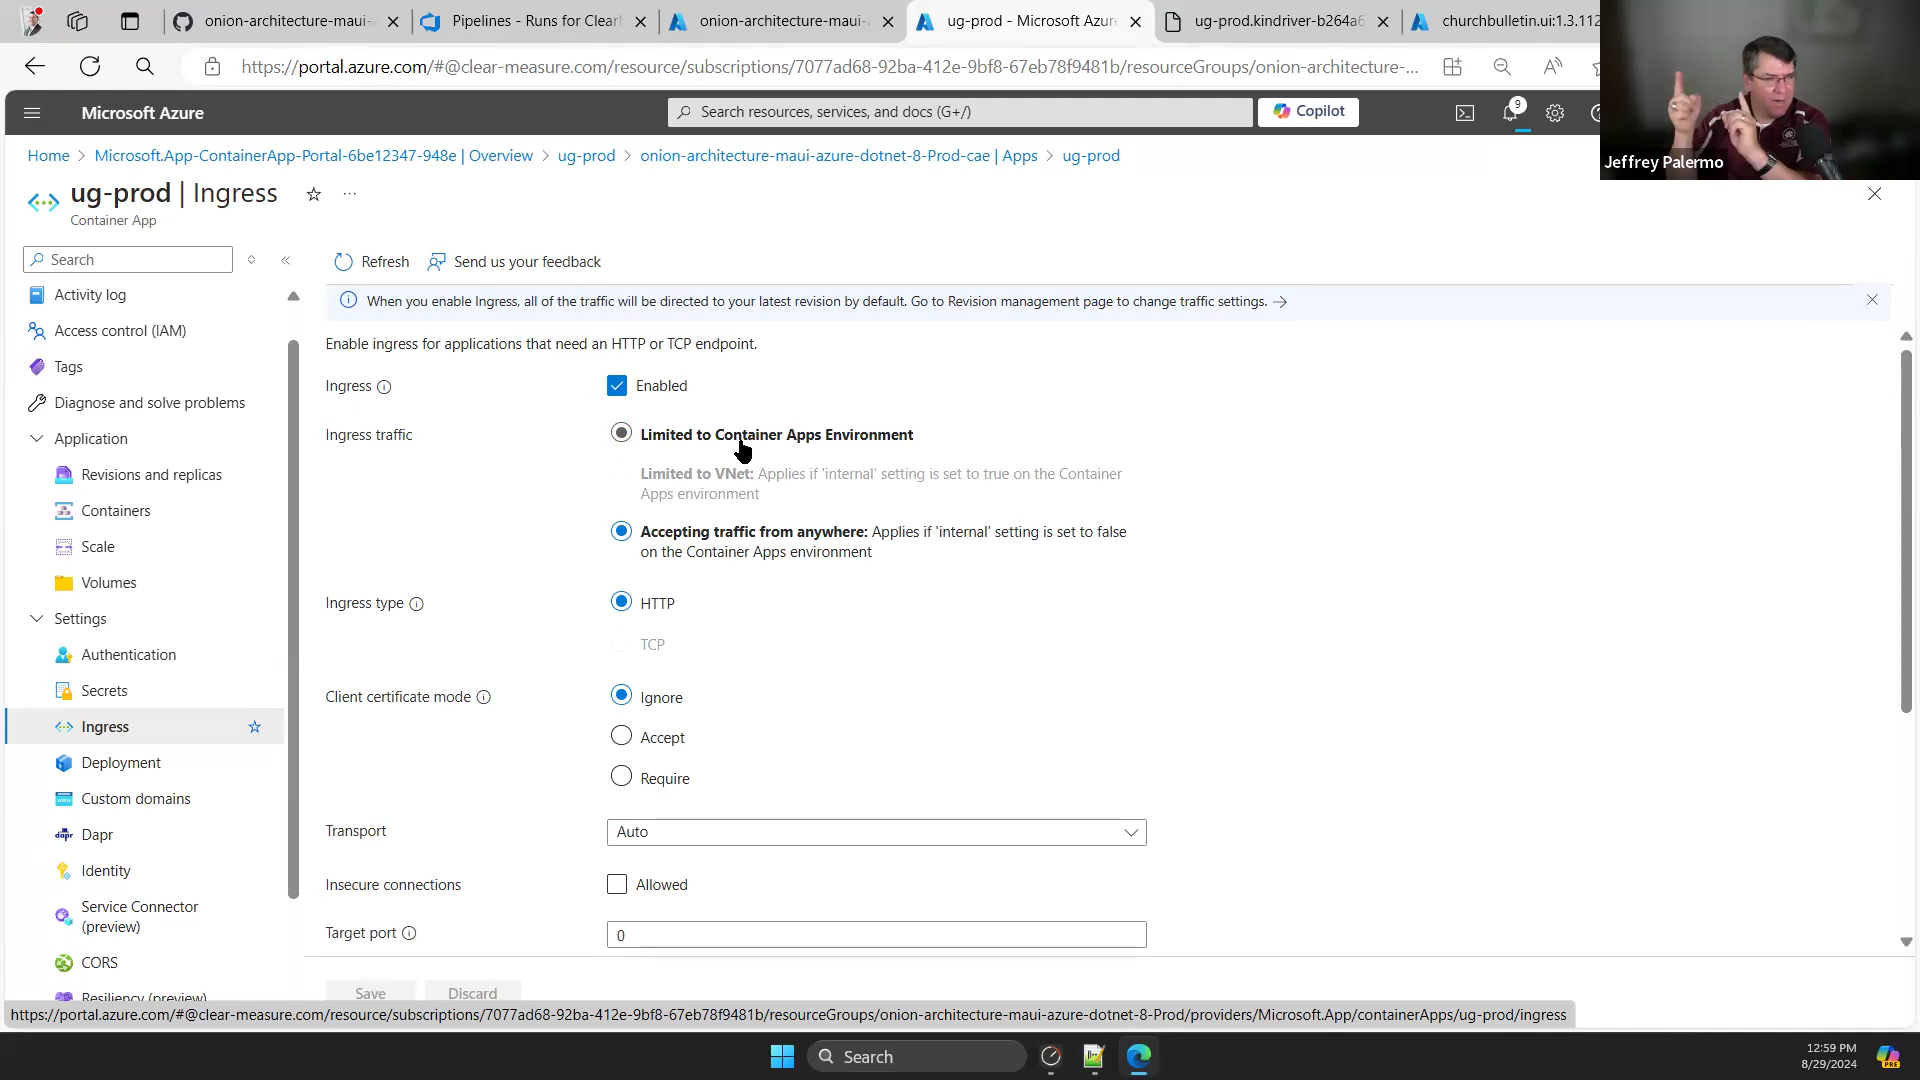 onion-architecture-maui-
Pipelines - Runs for Clear
onion-architecture-maui-
ug-prod - Microsoft Azure
ug-prod.kindriver-b264a6
churchbulletin.ui:1.3.112
https://portal.azure.com/#@clear-measure.com/resource/subscriptions/7077ad68-92ba-412e-9bf8-67eb78f9481b/resourceGroups/onion-architecture-...
Microsoft Azure
Search resources, services, and docs (G+/)
Copilot
9
Jeffrey Palermo
Home > Microsoft.App-ContainerApp-Portal-6be12347-948e | Overview > ug-prod > onion-architecture-maui-azure-dotnet-8-Prod-cae | Apps > ug-prod
ug-prod | Ingress
Container App
Search
Refresh
Send us your feedback
When you enable Ingress, all of the traffic will be directed to your latest revision by default. Go to Revision management page to change traffic settings. →
Activity log
Access control (IAM)
Tags
Diagnose and solve problems
Application
Revisions and replicas
Containers
Scale
Volumes
Settings
Authentication
Secrets
Ingress
Deployment
Custom domains
Dapr
Identity
Service Connector
(preview)
CORS
Resiliency (preview)
Enable ingress for applications that need an HTTP or TCP endpoint.
Ingress
Enabled
Ingress traffic
Limited to Container Apps Environment
Limited to VNet: Applies if 'internal' setting is set to true on the Container
Apps environment
Accepting traffic from anywhere: Applies if 'internal' setting is set to false
on the Container Apps environment
Ingress type
HTTP
TCP
Client certificate mode
Ignore
Accept
Require
Transport
Auto
Insecure connections
Allowed
Target port
0
Save
Discard
https://portal.azure.com/#@clear-measure.com/resource/subscriptions/7077ad68-92ba-412e-9bf8-67eb78f9481b/resourceGroups/onion-architecture-maui-azure-dotnet-8-Prod/providers/Microsoft.App/containerApps/ug-prod/ingress
Search
12:59 PM
8/29/2024
PRE